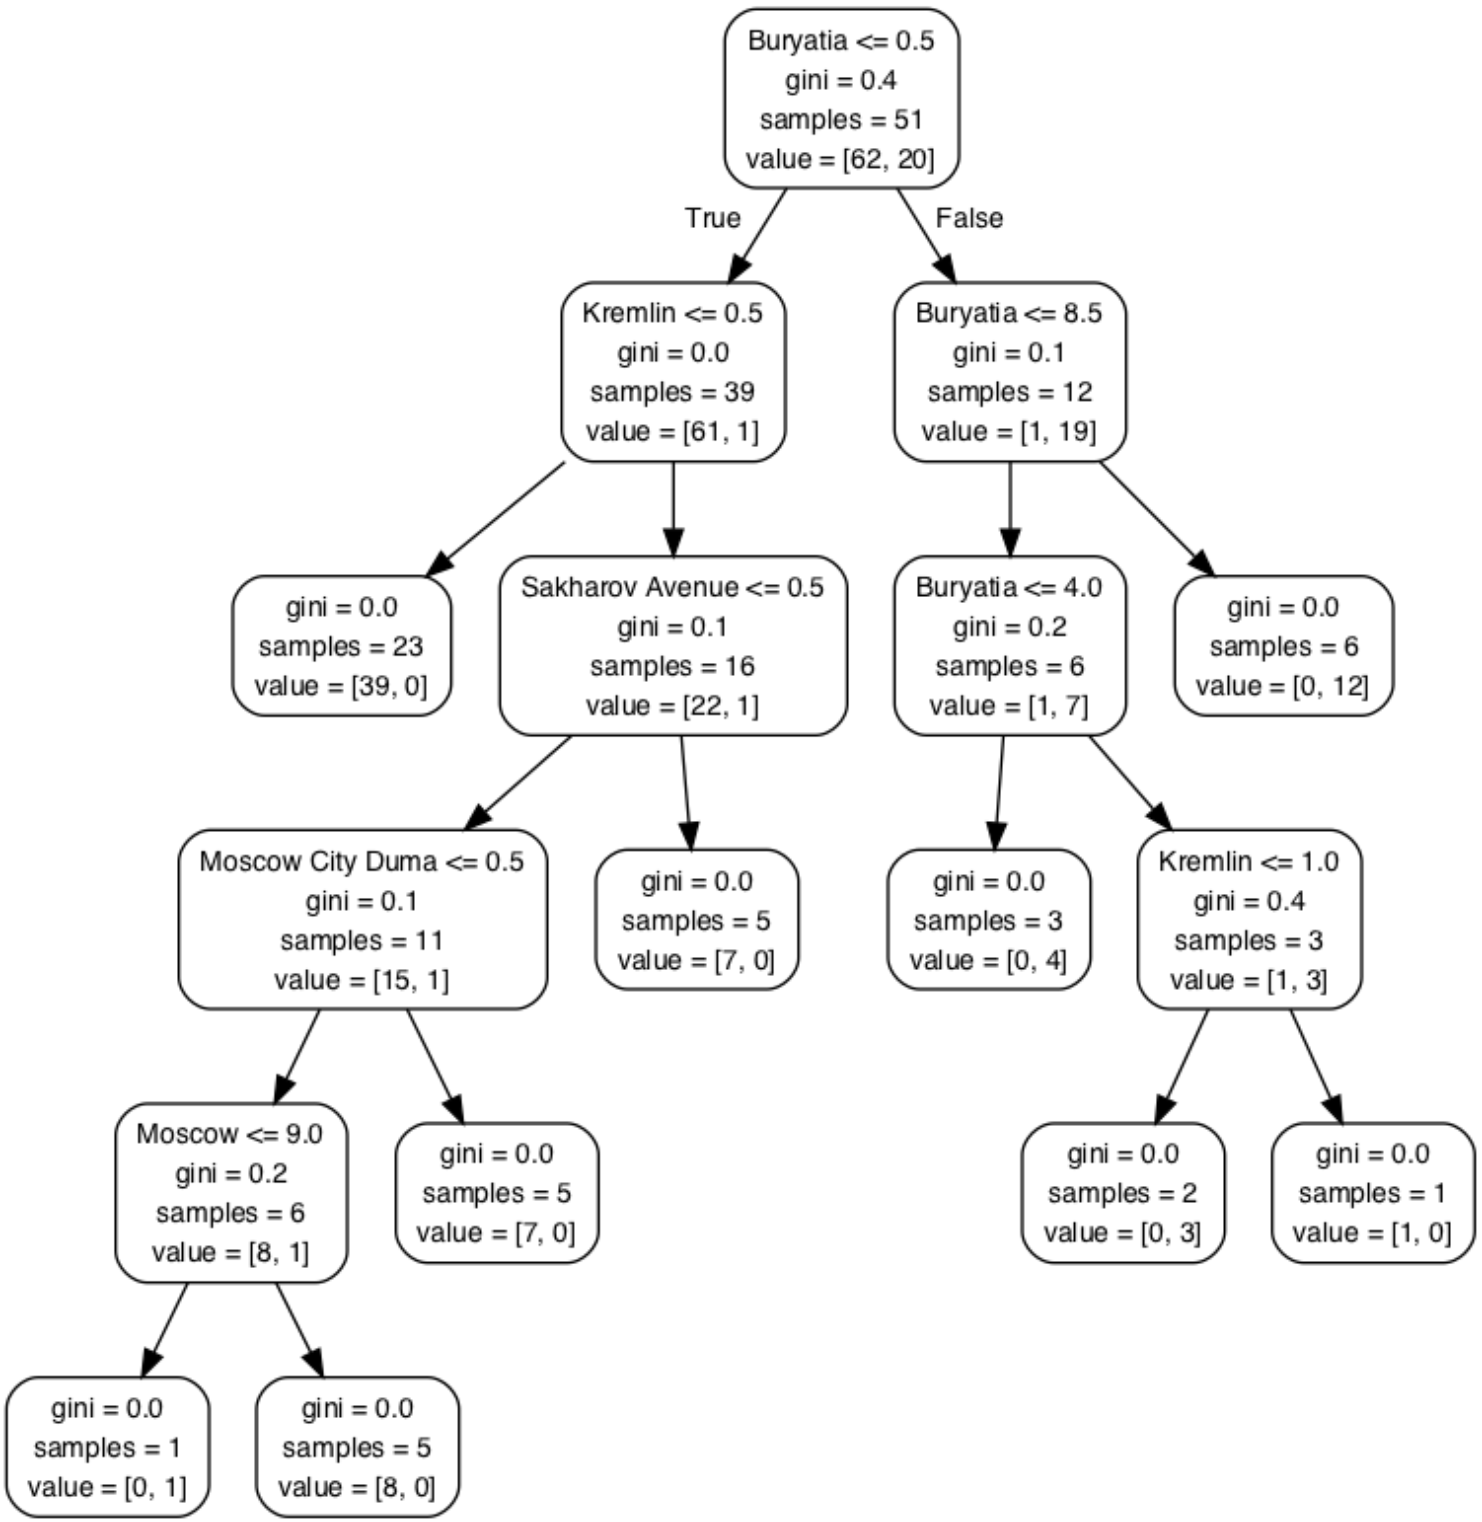 Buryatia <= 0.5
gini = 0.4
samples = 51
value = [62, 20]
True
False
Kremlin <= 0.5
gini = 0.0
samples = 39
value = [61, 1]
Buryatia <= 8.5
gini = 0.1
samples = 12
value = [1, 19]
gini = 0.0
samples = 23
value = [39, 0]
Sakharov Avenue <= 0.5
gini = 0.1
samples = 16
value = [22, 1]
Buryatia <= 4.0
gini = 0.2
samples = 6
value = [1, 7]
gini = 0.0
samples = 6
value = [0, 12]
Moscow City Duma <= 0.5
gini = 0.1
samples = 11
value = [15, 1]
gini = 0.0
samples = 5
value = [7, 0]
gini = 0.0
samples = 3
value = [0, 4]
Kremlin <= 1.0
gini = 0.4
samples = 3
value = [1, 3]
Moscow <= 9.0
gini = 0.2
samples = 6
value = [8, 1]
gini = 0.0
samples = 5
value = [7, 0]
gini = 0.0
samples = 2
value = [0, 3]
gini = 0.0
samples = 1
value = [1, 0]
gini = 0.0
samples = 1
value = [0, 1]
gini = 0.0
samples = 5
value = [8, 0]